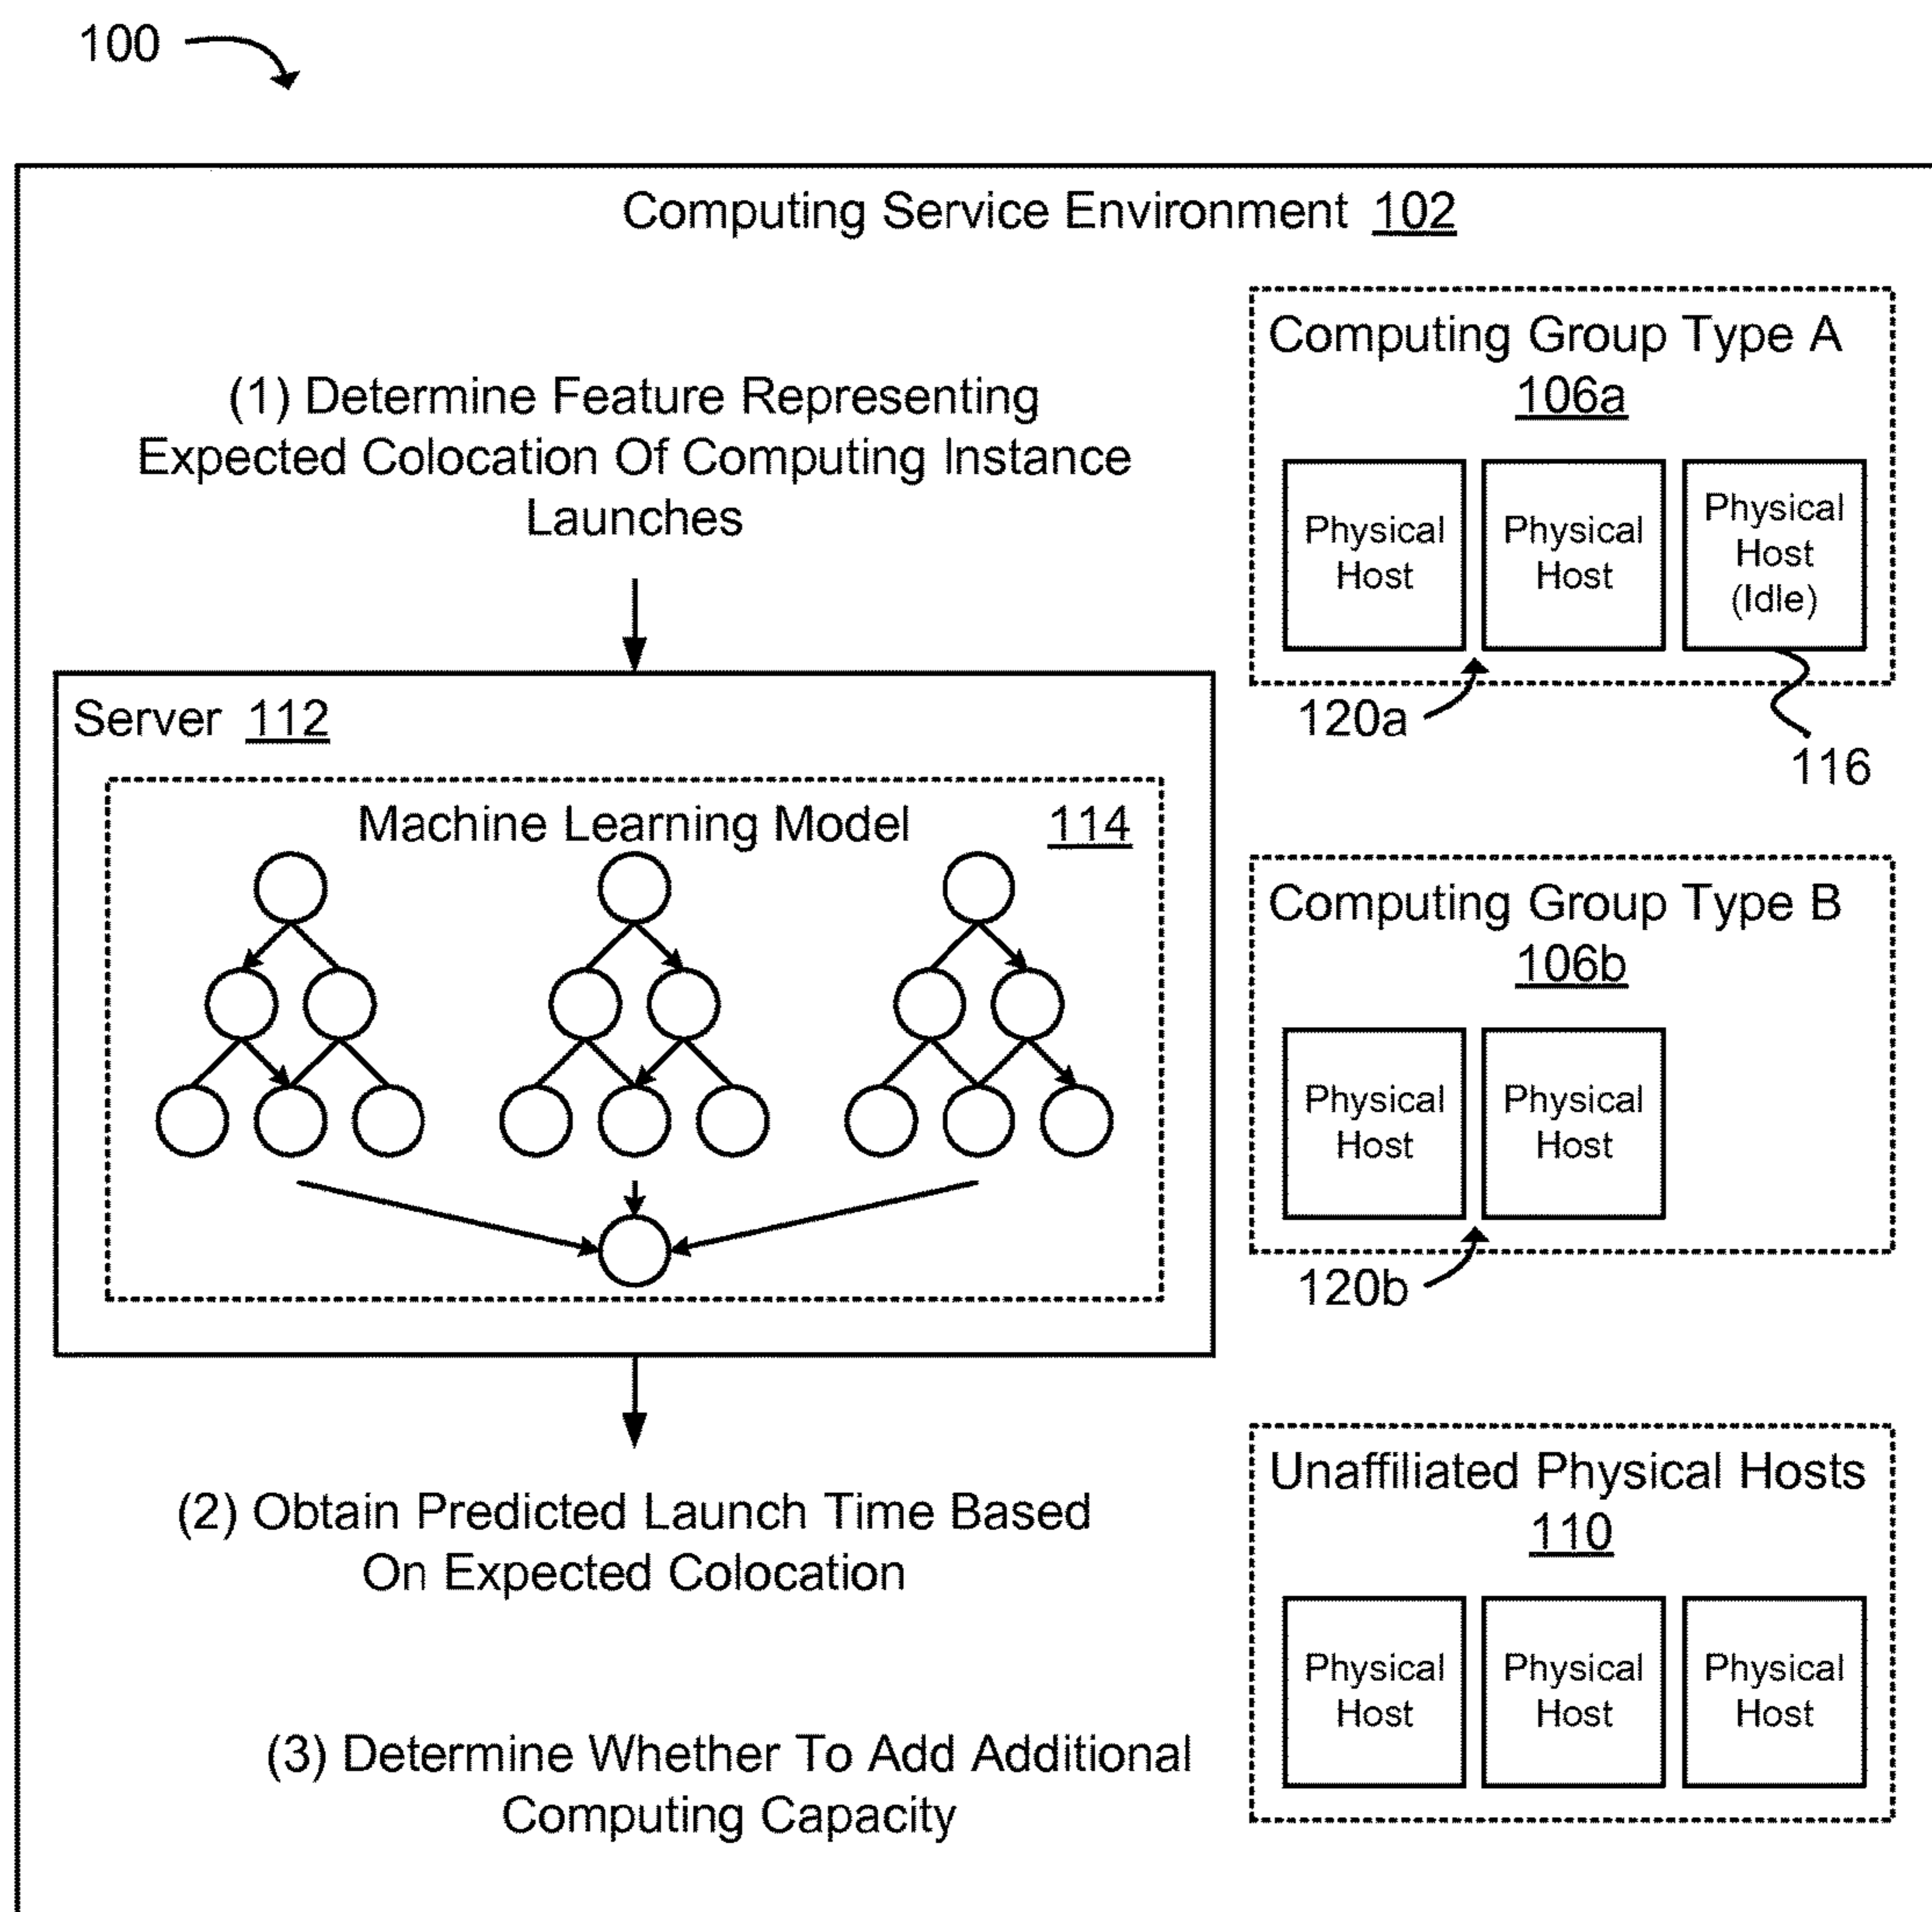 100
Computing Service Environment 102
(1) Determine Feature Representing
Expected Colocation Of Computing Instance
Launches
Server 112
Machine Learning Model 114
(2) Obtain Predicted Launch Time Based
On Expected Colocation
(3) Determine Whether To Add Additional
Computing Capacity
Computing Group Type A
106a
Physical
Host
Physical
Host
Physical
Host
(Idle)
120a
116
Computing Group Type B
106b
Physical
Host
Physical
Host
120b
Unaffiliated Physical Hosts
110
Physical
Host
Physical
Host
Physical
Host